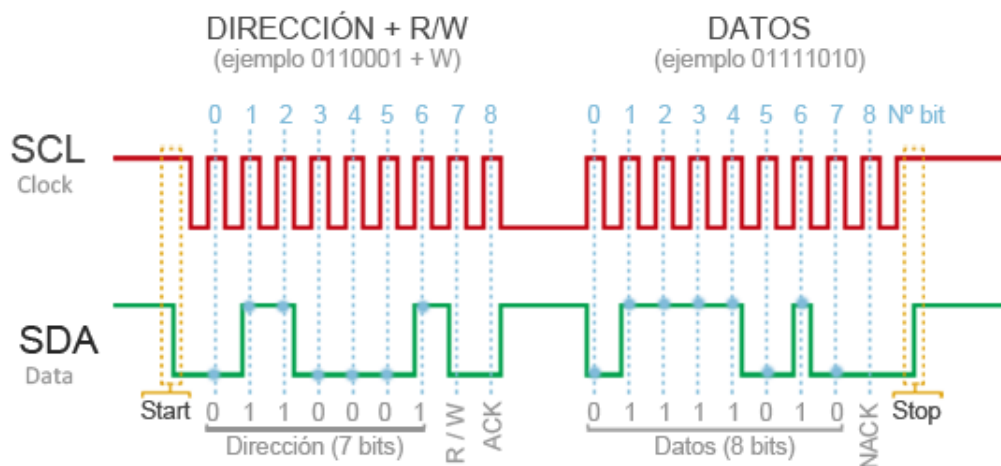 DIRECCIÓN + R/W
(ejemplo 0110001 + W)
DATOS
(ejemplo 01111010)
0 1 2 3 4 5 6 7 8 0 1 2 3 4 5 6 7 8 Nº bit
SCL
Clock
SDA
Data
Start 0 1 1 0 0 0 1 R / W ACK 0 1 1 1 1 0 1 0 NACK Stop
Dirección (7 bits) Datos (8 bits)